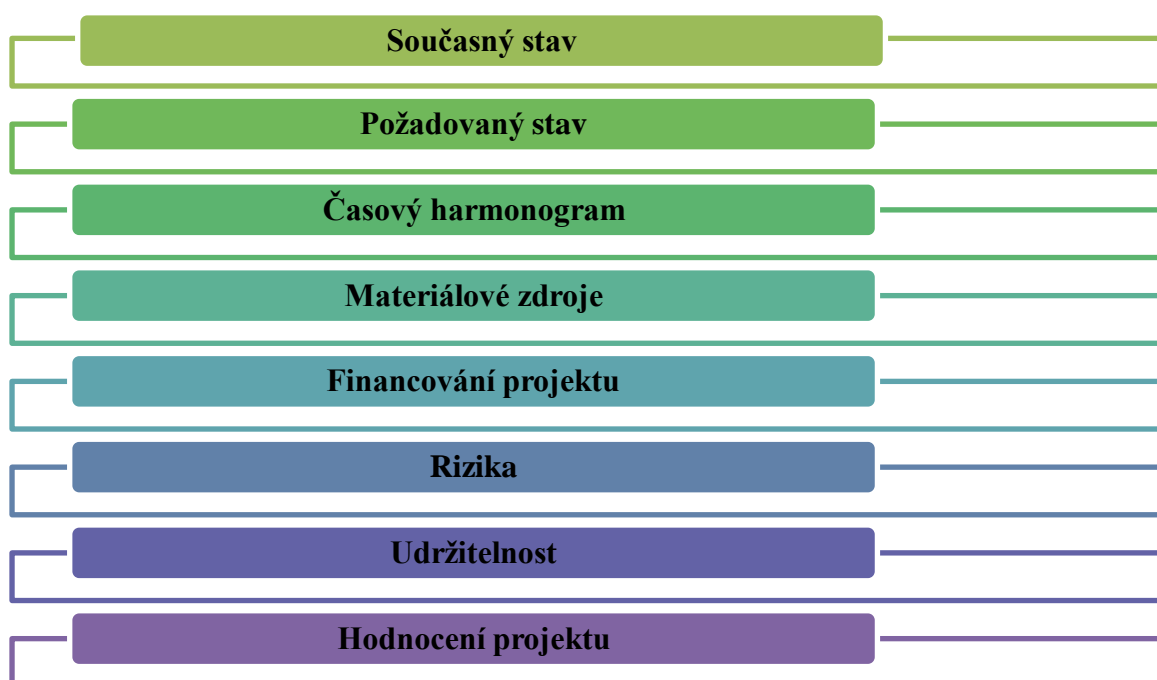 Současný stav
Požadovaný stav
Časový harmonogram
Materiálové zdroje
Financování projektu
Rizika
Udržitelnost
Hodnocení projektu